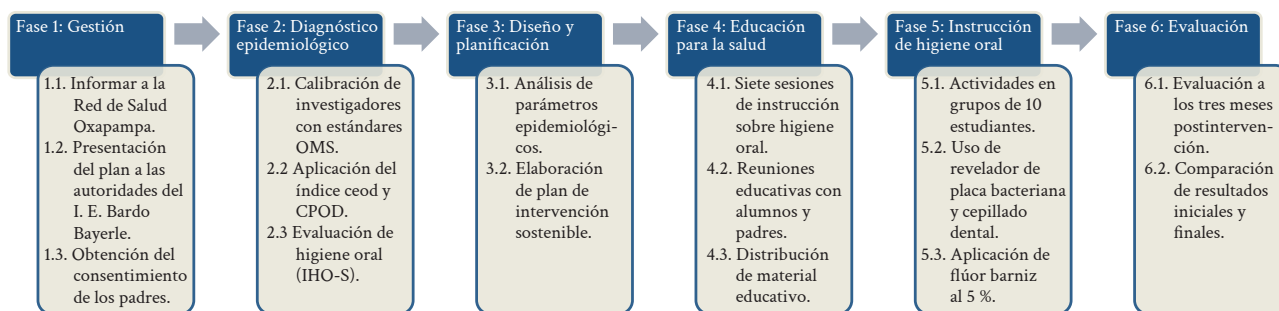 Fase 1: Gestión
1.1. Informar a la
Red de Salud
Oxapampa.
1.2. Presentación
del plan a las
autoridades del
I. E. Bardo
Bayerle.
1.3. Obtención del
consentimiento
de los padres.
Fase 2: Diagnóstico
epidemiológico
2.1. Calibración de
investigadores
con estándares
OMS.
2.2 Aplicación del
índice ceod y
CPOD.
2.3 Evaluación de
higiene oral
(IHO-S).
Fase 3: Diseño y
planificación
3.1. Análisis de
parámetros
epidemiológi-
cos.
3.2. Elaboración
de plan de
intervención
sostenible.
Fase 4: Educación
para la salud
4.1. Siete sesiones
de instrucción
sobre higiene
oral.
4.2. Reuniones
educativas con
alumnos y
padres.
4.3. Distribución
de material
educativo.
Fase 5: Instrucción
de higiene oral
5.1. Actividades en
grupos de 10
estudiantes.
5.2. Uso de
revelador de
placa bacteriana
y cepillado
dental.
5.3. Aplicación de
flúor barniz
al 5 %.
Fase 6: Evaluación
6.1. Evaluación a
los tres meses
postinterven-
ción.
6.2. Comparación
de resultados
iniciales y
finales.